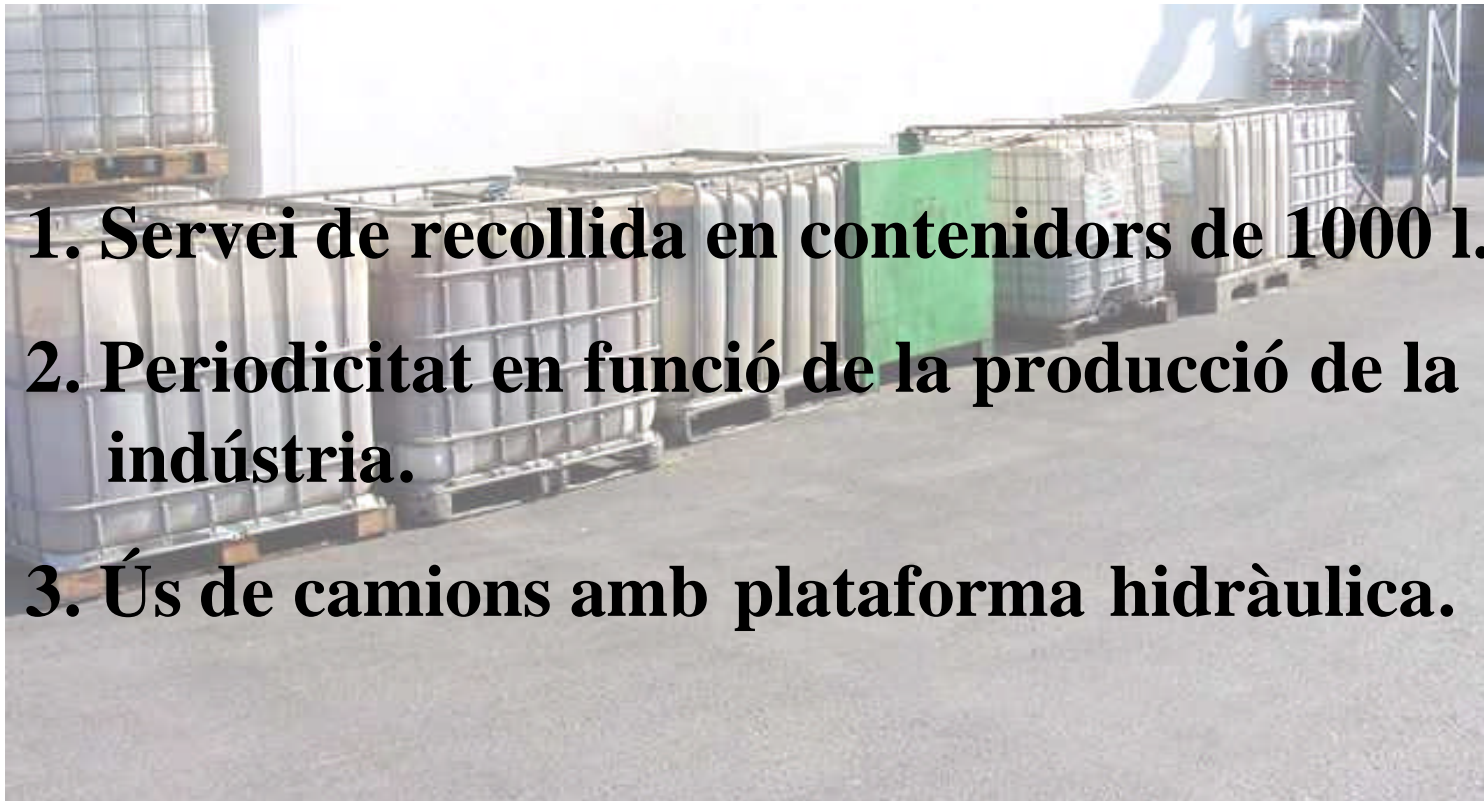 1. Servei de recollida en contenidors de 1000 l.
2. Periodicitat en funció de la producció de la
indústria.
3. Ús de camions amb plataforma hidràulica.